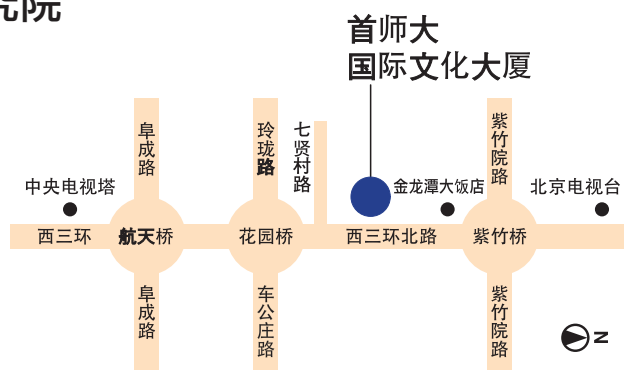 究院
首师大
国际文化大厦
阜成路
玲珑路
七贤村路
紫竹院路
中央电视塔
金龙潭大饭店
北京电视台
西三环
航天桥
花园桥
西三环北路
紫竹桥
阜成路
车公庄路
紫竹院路
N